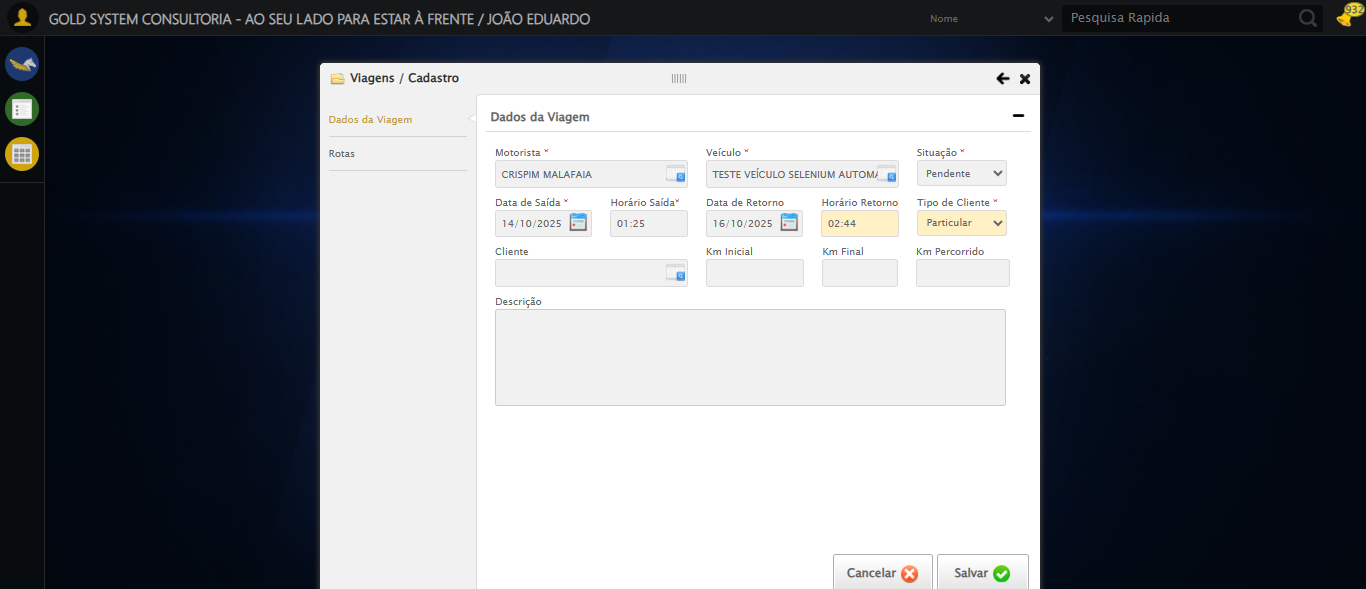 GOLD SYSTEM CONSULTORIA - AO SEU LADO PARA ESTAR À FRENTE / JOÃO EDUARDO
Nome
Pesquisa Rapida
932
Viagens / Cadastro
Dados da Viagem
Rotas
Dados da Viagem
Motorista * Veículo * Situação *
CRISPIM MALAFAIA TESTE VEÍCULO SELENIUM AUTOMA Pendente
Data de Saída * Horário Saída* Data de Retorno Horário Retorno Tipo de Cliente *
14/10/2025 01:25 16/10/2025 02:44 Particular
Cliente Km Inicial Km Final Km Percorrido
Descrição
Cancelar Salvar